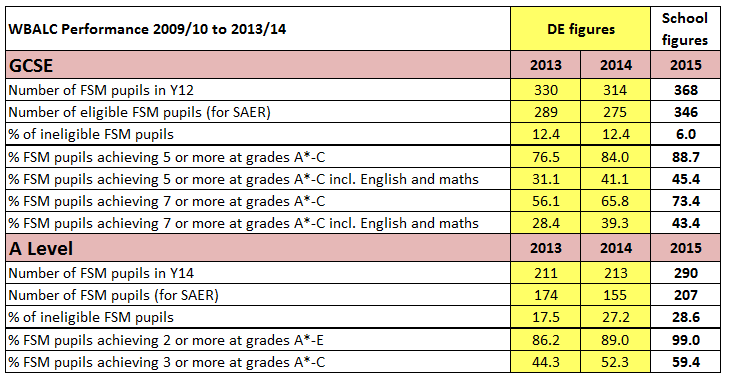 WBALC Performance 2009/10 to 2013/14 DE figures School figures
GCSE 2013 2014 2015
Number of FSM pupils in Y12 330 314 368
Number of eligible FSM pupils (for SAER) 289 275 346
% of ineligible FSM pupils 12.4 12.4 6.0
% FSM pupils achieving 5 or more at grades A*-C 76.5 84.0 88.7
% FSM pupils achieving 5 or more at grades A*-C incl. English and maths 31.1 41.1 45.4
% FSM pupils achieving 7 or more at grades A*-C 56.1 65.8 73.4
% FSM pupils achieving 7 or more at grades A*-C incl. English and maths 28.4 39.3 43.4
A Level 2013 2014 2015
Number of FSM pupils in Y14 211 213 290
Number of FSM pupils (for SAER) 174 155 207
% of ineligible FSM pupils 17.5 27.2 28.6
% FSM pupils achieving 2 or more at grades A*-E 86.2 89.0 99.0
% FSM pupils achieving 3 or more at grades A*-C 44.3 52.3 59.4